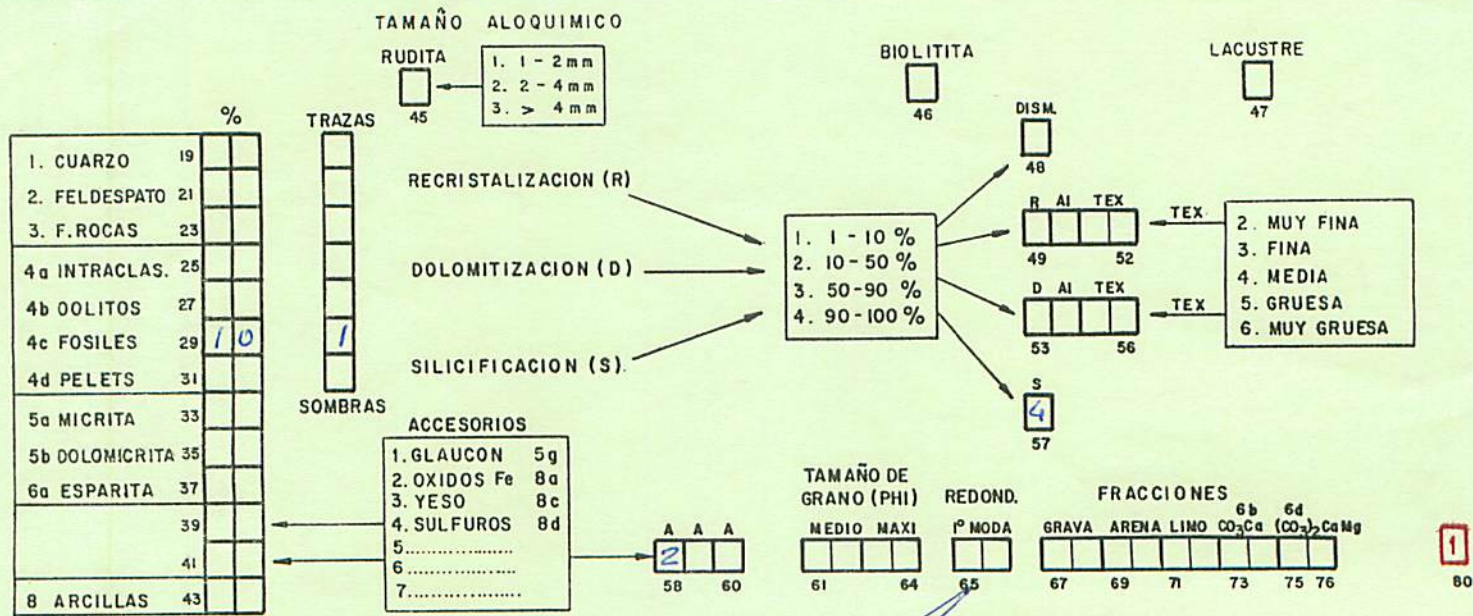 TAMAÑO ALOQUIMICO
RUDITA
45
1. 1 - 2 mm
2. 2 - 4 mm
3. > 4 mm
BIOLITITA
46
LACUSTRE
47
%
1. CUARZO 19
2. FELDESPATO 21
3. F.ROCAS 23
4a INTRACLAS. 25
4b OOLITOS 27
4c FOSILES 29 1 0
4d PELETS 31
5a MICRITA 33
5b DOLOMICRITA 35
6a ESPARITA 37
39
41
8 ARCILLAS 43
TRAZAS
1
SOMBRAS
RECRISTALIZACION (R)
DOLOMITIZACION (D)
SILICIFICACION (S).
1. 1 - 10 %
2. 10 - 50 %
3. 50 - 90 %
4. 90 - 100 %
DISM.
48
R AI TEX
49 52
D AI TEX
53 56
S
4
57
TEX
TEX
2. MUY FINA
3. FINA
4. MEDIA
5. GRUESA
6. MUY GRUESA
ACCESORIOS
1. GLAUCON 5g
2. OXIDOS Fe 8a
3. YESO 8c
4. SULFUROS 8d
5..................
6..................
7..................
A A A
2
58 60
TAMAÑO DE
GRANO (PHI)
MEDIO MAXI
61 64
REDOND.
1º MODA
65
FRACCIONES
6b 6d
GRAVA ARENA LIMO CO3Ca (CO3)2CaMg
67 69 71 73 75 76
1
80